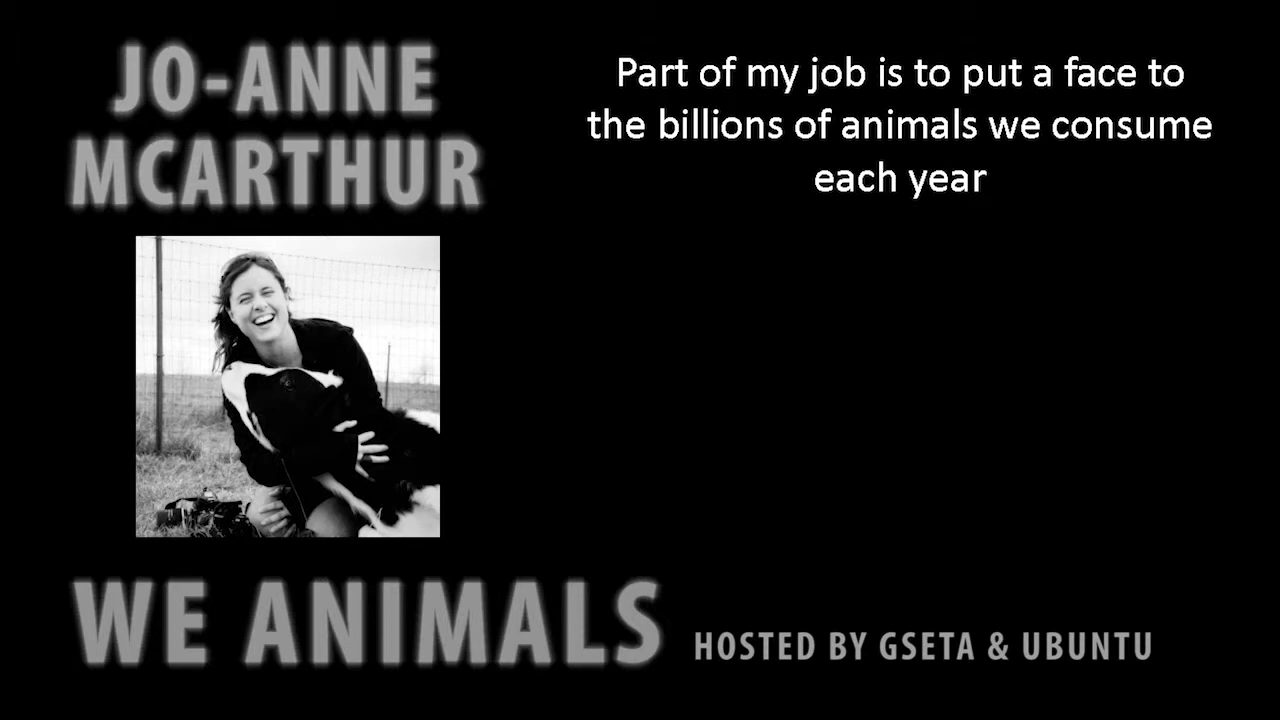 JO-ANNE
MCARTHUR
Part of my job is to put a face to
the billions of animals we consume
each year
WE ANIMALS
HOSTED BY GSETA & UBUNTU